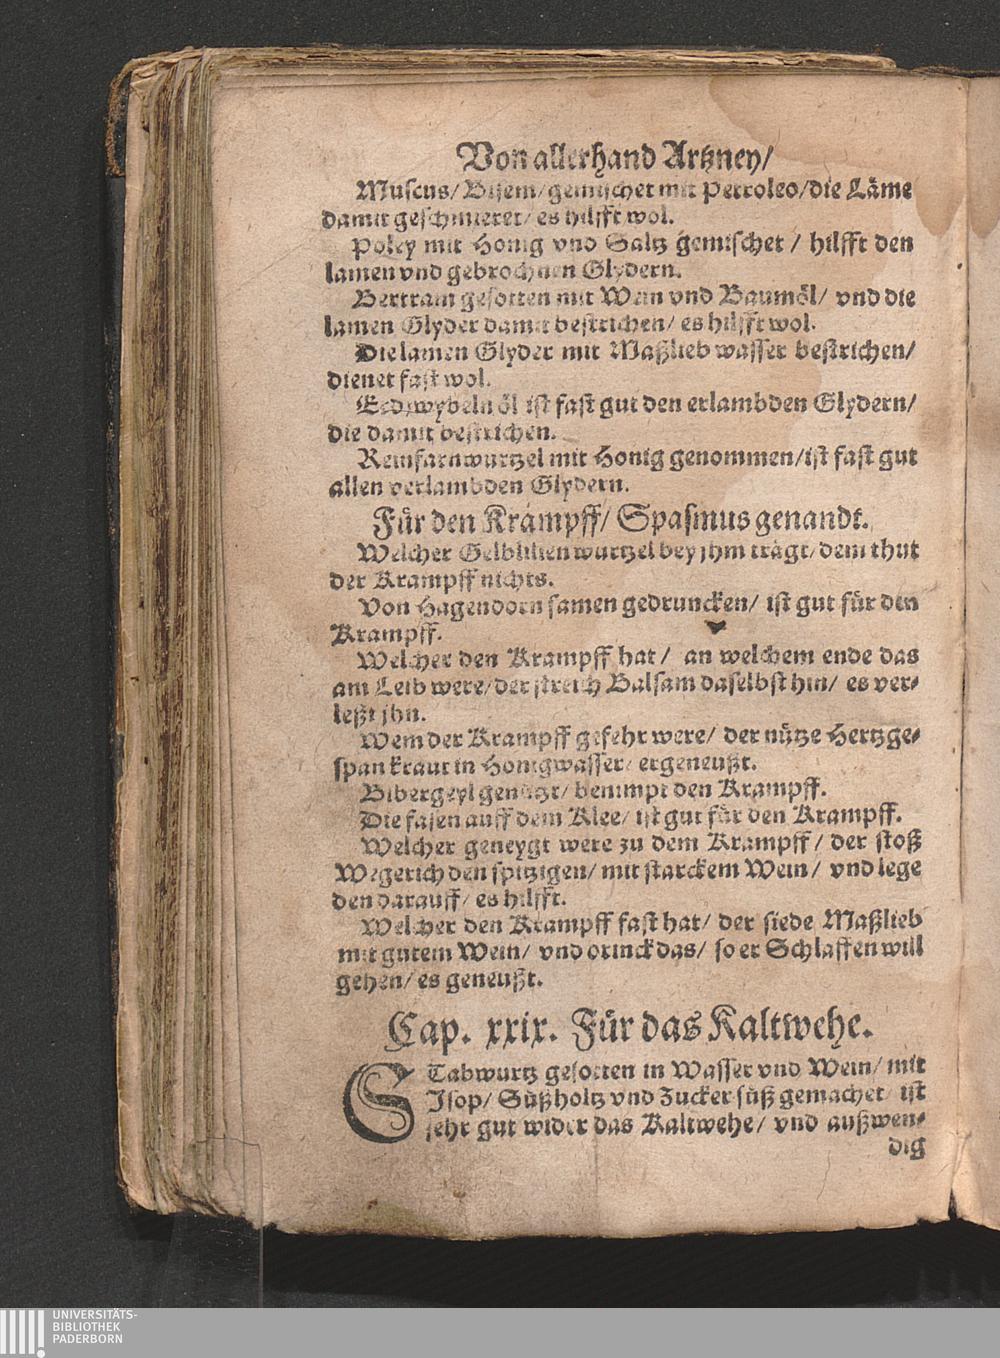 Von allerhand Artzney/
Muscus/ Bisem/ gemischet mit Petroleo/ die Läme
damit geschmieret/ es hilfft wol.
Poley mit Honig vnd Saltz gemischet / hilfft den
lamen vnd gebrochnen Glydern.
Bertram gesotten mit Wein vnd Baumöl/ vnd die
lamen Glyder damit bestrichen/ es hilfft wol.
Die lamen Glyder mit Maßlieb wasser bestrichen/
dienet fast wol.
Erdzwybeln öl ist fast gut den erlambden Glydern/
die damit bestrichen.
Reinfarnwurtzel mit Honig genommen/ ist fast gut
allen verlambden Glydern.
Für den Krampff/ Spasmus genandt.
Welcher Gelblilien wurtzel bey jhm trägt/ dem thut
der Krampff nichts.
Von Hagendorn samen gedruncken/ ist gut für den
Krampff.
Welcher den Krampff hat / an welchem ende das
am Leib were/ der streich Balsam daselbst hin/ es ver-
leßt jhn.
Wem der Krampff gefehr were/ der nütze Hertzge-
span kraut in Honigwasser/ er geneußt.
Bibergeyl genützt/ benimpt den Krampff.
Die fasen auff dem Klee/ ist gut für den Krampff.
Welcher geneygt were zu dem Krampff / der stoß
Wegerich den spitzigen/ mit starckem Wein / vnd lege
den darauff/ es hilfft.
Welcher den Krampff fast hat/ der siede Maßlieb
mit gutem Wein/ vnd drinck das/ so er Schlaffen will
gehen/ es geneußt.
Cap. xxix. Für das Kaltwehe.
STabwurtz gesotten in Wasser vnd Wein/ mit
Isop/ Süßholtz vnd Zucker süß gemachet/ ist
sehr gut wider das Kaltwehe / vnd außwen-
dig
UNIVERSITÄTS-
BIBLIOTHEK
PADERBORN